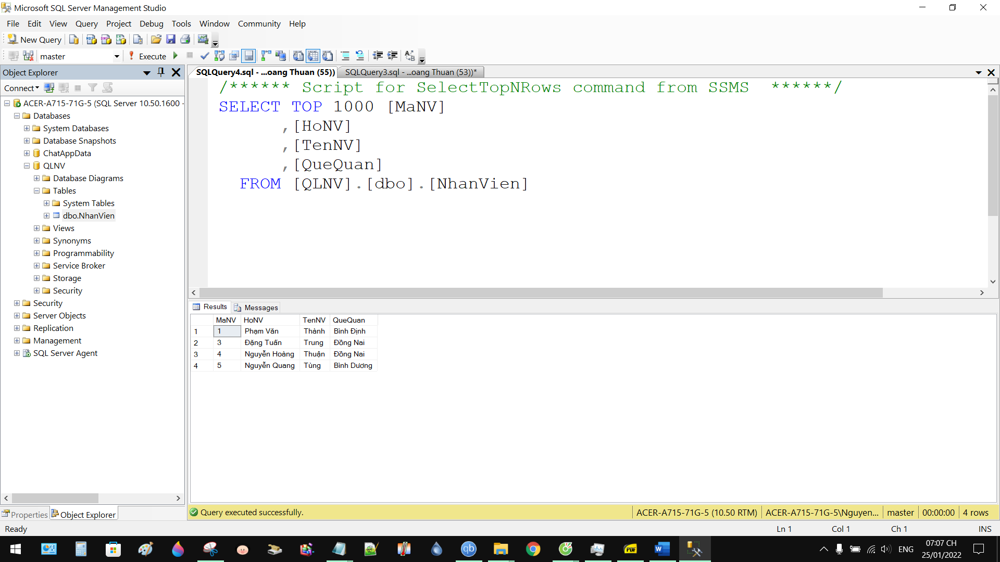 Microsoft SQL Server Management Studio
File Edit View Query Project Debug Tools Window Community Help
New Query
master Execute
Object Explorer
Connect
ACER-A715-71G-5 (SQL Server 10.50.1600 -
Databases
System Databases
Database Snapshots
ChatAppData
QLNV
Database Diagrams
Tables
System Tables
dbo.NhanVien
Views
Synonyms
Programmability
Service Broker
Storage
Security
Security
Server Objects
Replication
Management
SQL Server Agent
Properties Object Explorer
SQLQuery4.sql - ...oang Thuan (55)) SQLQuery3.sql - ...oang Thuan (53))*
/****** Script for SelectTopNRows command from SSMS ******/
SELECT TOP 1000 [MaNV]
,[HoNV]
,[TenNV]
,[QueQuan]
FROM [QLNV].[dbo].[NhanVien]
Results Messages
MaNV HoNV TenNV QueQuan
1 1 Phạm Văn Thành Bình Định
2 3 Đặng Tuấn Trung Đồng Nai
3 4 Nguyễn Hoàng Thuận Đồng Nai
4 5 Nguyễn Quang Tùng Bình Dương
Query executed successfully. ACER-A715-71G-5 (10.50 RTM) ACER-A715-71G-5\Nguyen... master 00:00:00 4 rows
Ready Ln 1 Col 1 Ch 1 INS
qb PDF W ENG 07:07 CH
25/01/2022